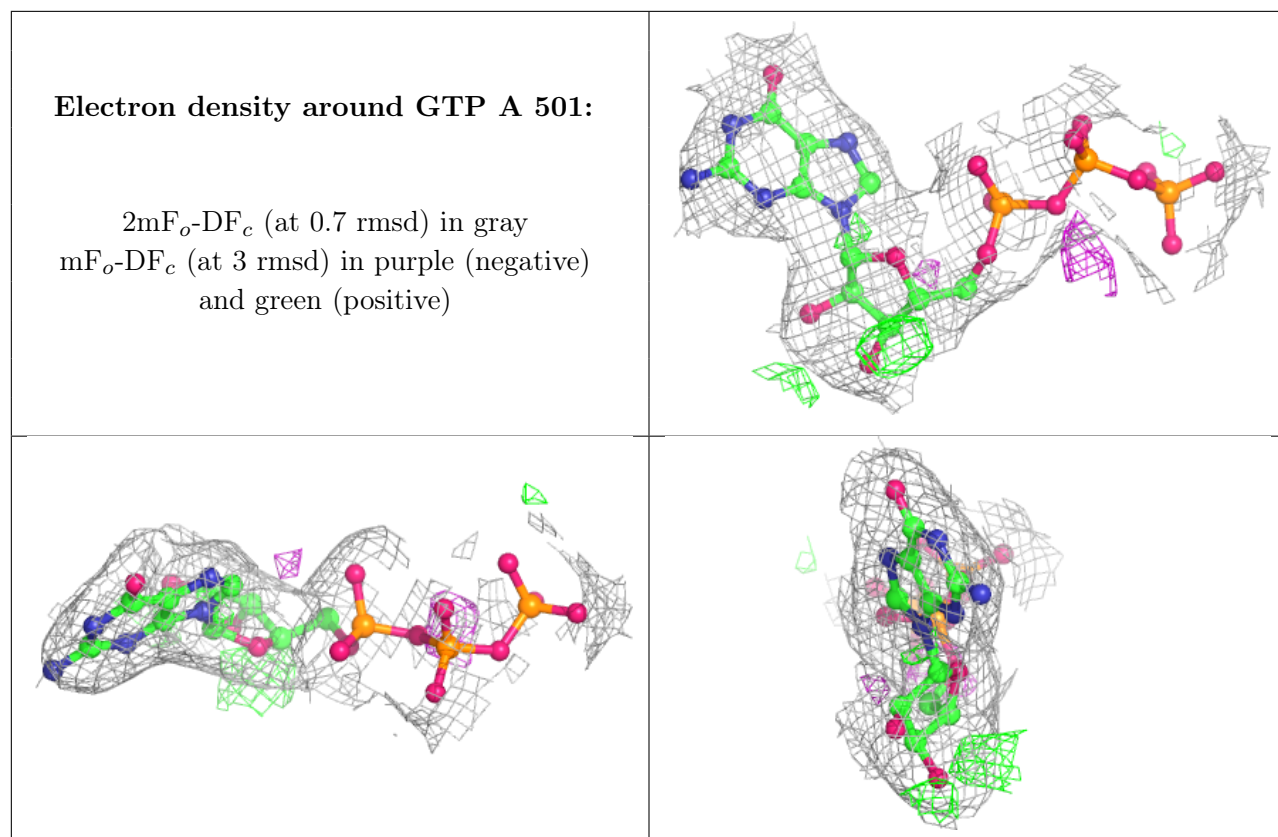 Electron density around GTP A 501:
2mFo-DFc (at 0.7 rmsd) in gray
mFo-DFc (at 3 rmsd) in purple (negative)
and green (positive)